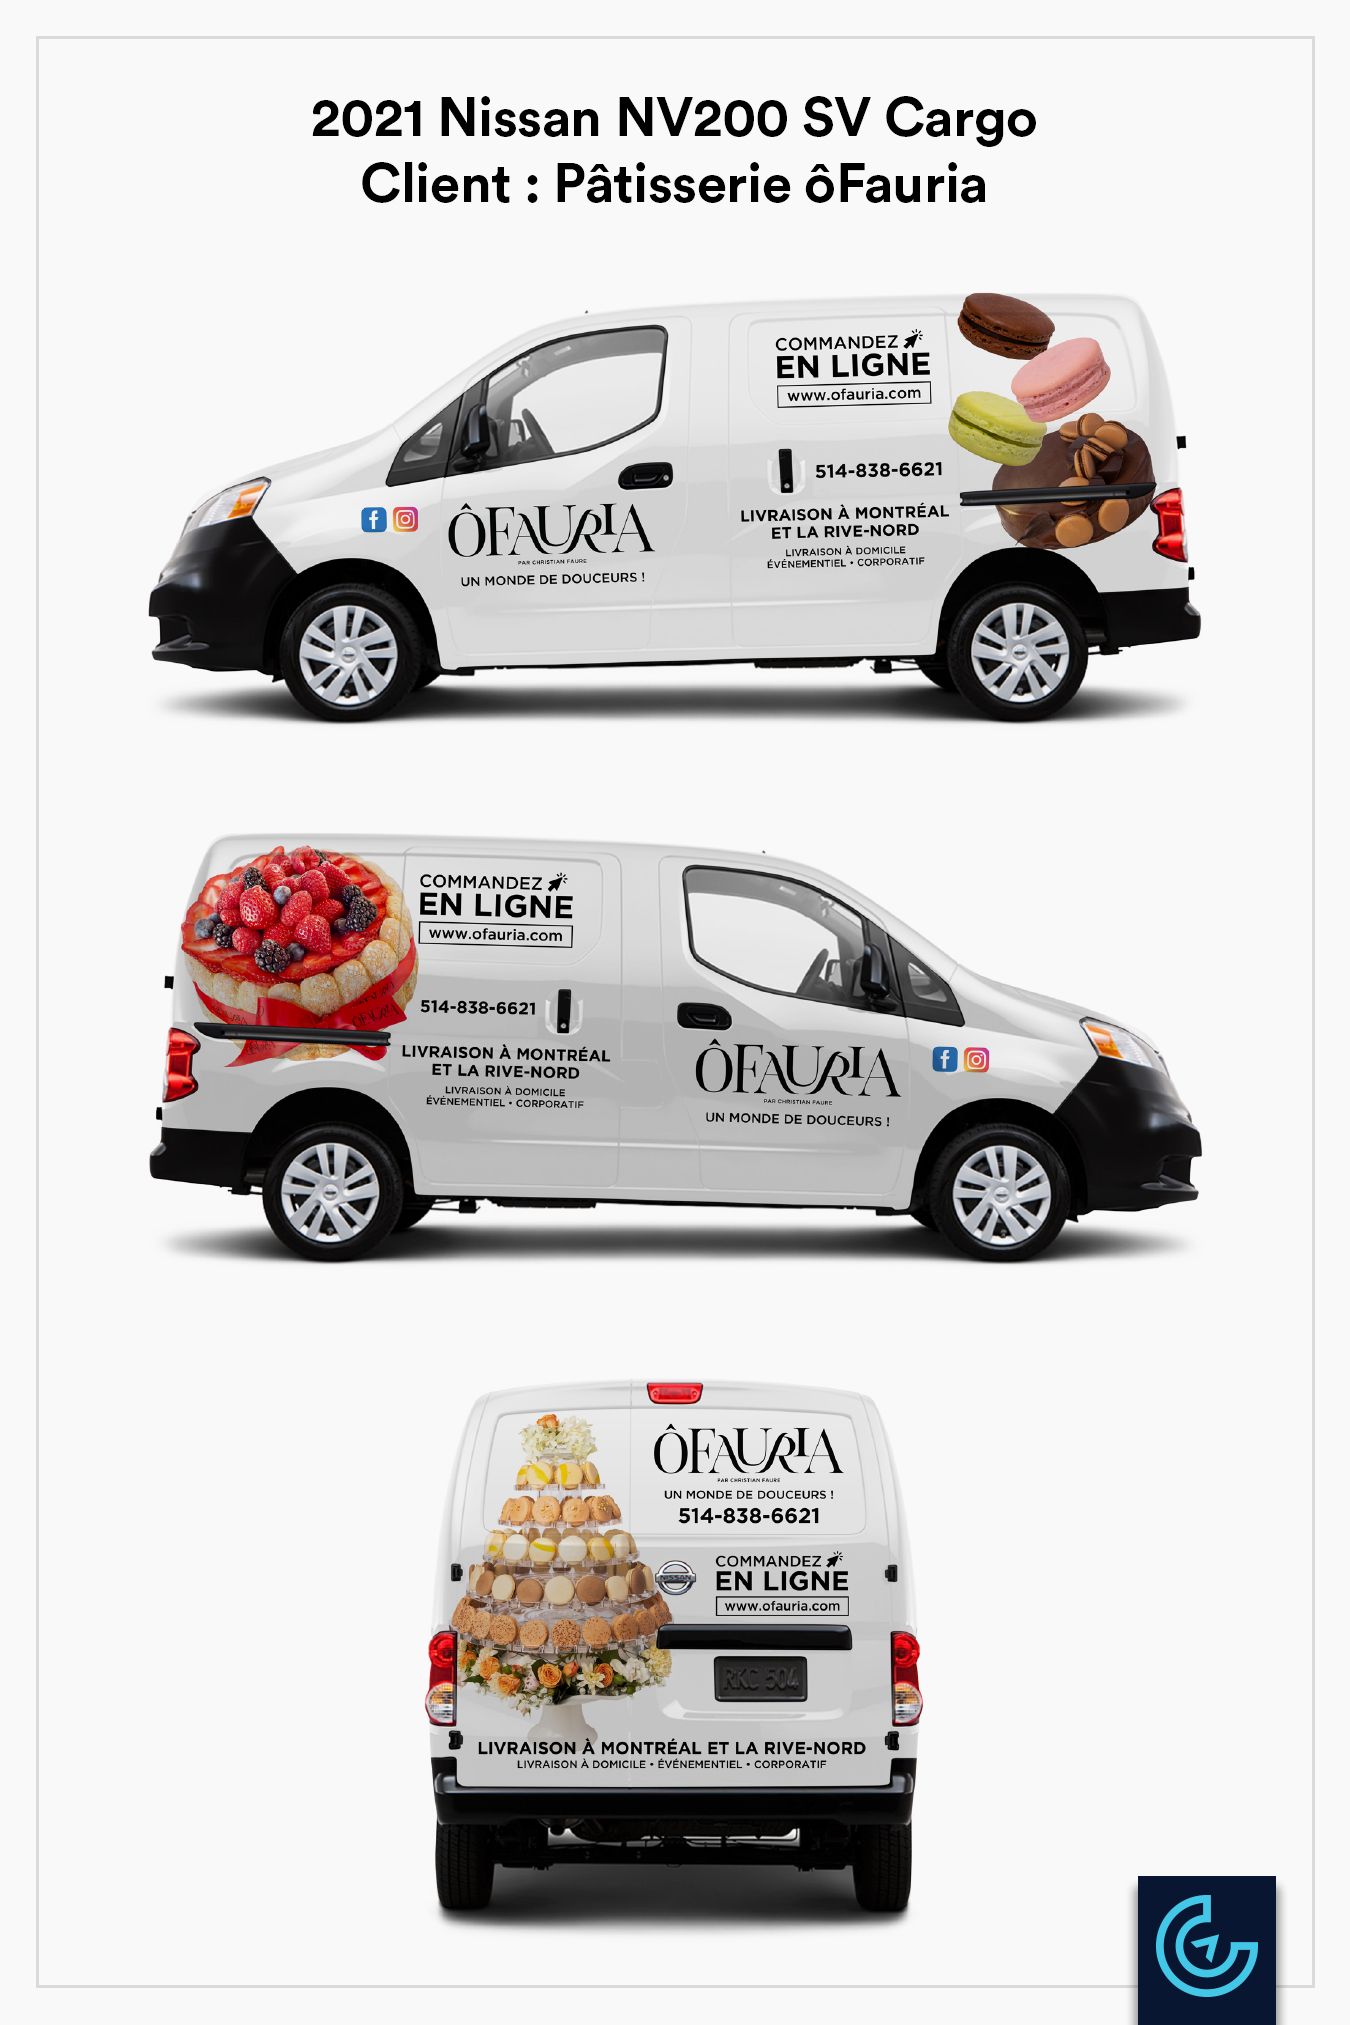 2021 Nissan NV200 SV Cargo
Client : Pâtisserie ôFauria
COMMANDEZ
EN LIGNE
www.ofauria.com
514-838-6621
LIVRAISON À MONTRÉAL
ET LA RIVE-NORD
LIVRAISON À DOMICILE
ÉVÉNEMENTIEL • CORPORATIF
ÔFAURIA
PAR CHRISTIAN FAURE
UN MONDE DE DOUCEURS !
COMMANDEZ
EN LIGNE
www.ofauria.com
514-838-6621
LIVRAISON À MONTRÉAL
ET LA RIVE-NORD
LIVRAISON À DOMICILE
ÉVÉNEMENTIEL • CORPORATIF
ÔFAURIA
ÔFAURIA
PAR CHRISTIAN FAURE
UN MONDE DE DOUCEURS !
ÔFAURIA
PAR CHRISTIAN FAURE
UN MONDE DE DOUCEURS !
514-838-6621
NISSAN
COMMANDEZ
EN LIGNE
www.ofauria.com
RKC 504
LIVRAISON À MONTRÉAL ET LA RIVE-NORD
LIVRAISON À DOMICILE • ÉVÉNEMENTIEL • CORPORATIF